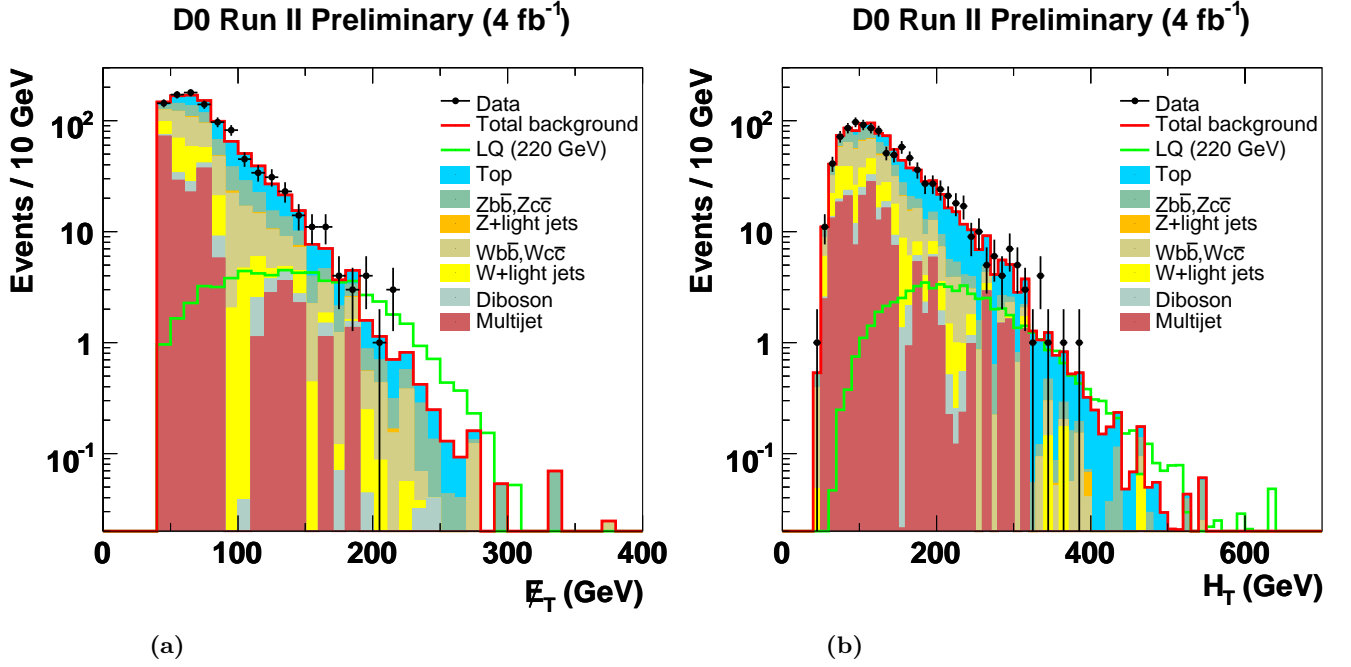 D0 Run II Preliminary (4 fb⁻¹)
Events / 10 GeV
10²
10
1
10⁻¹
Data
Total background
LQ (220 GeV)
Top
Zbb̅,Zcc̅
Z+light jets
Wbb̅,Wcc̅
W+light jets
Diboson
Multijet
0 100 200 300 400
E̸_T (GeV)
(a)
D0 Run II Preliminary (4 fb⁻¹)
Events / 10 GeV
10²
10
1
10⁻¹
Data
Total background
LQ (220 GeV)
Top
Zbb̅,Zcc̅
Z+light jets
Wbb̅,Wcc̅
W+light jets
Diboson
Multijet
0 200 400 600
H_T (GeV)
(b)